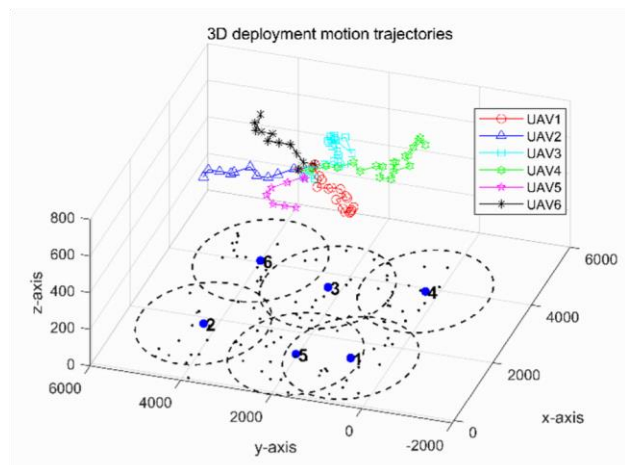 3D deployment motion trajectories
UAV1
UAV2
UAV3
UAV4
UAV5
UAV6
800
600
400
200
0
z-axis
6000
4000
2000
0
-2000
y-axis
0
2000
4000
6000
x-axis
6
3
4
2
5
1